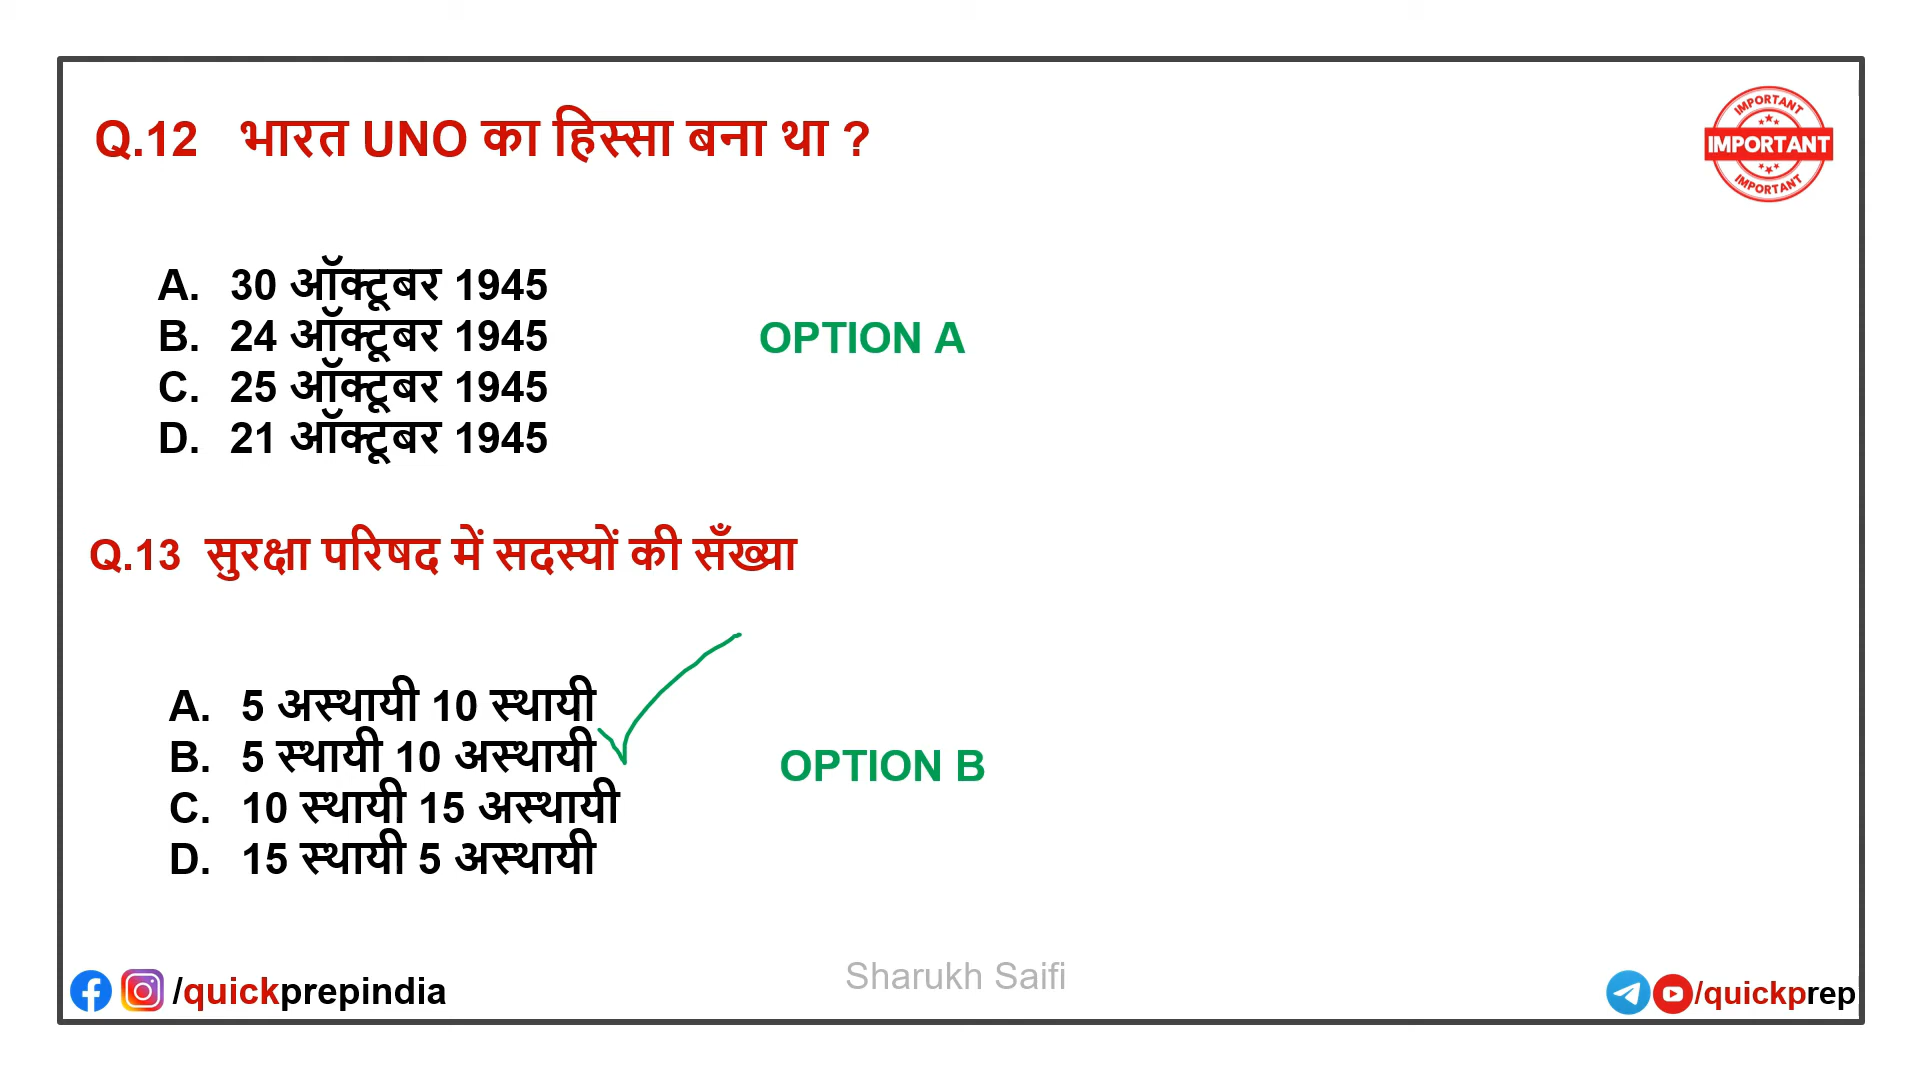 Q.12 भारत UNO का हिस्सा बना था ?
IMPORTANT
IMPORTANT
IMPORTANT
A. 30 ऑक्टूबर 1945
B. 24 ऑक्टूबर 1945
C. 25 ऑक्टूबर 1945
D. 21 ऑक्टूबर 1945
OPTION A
Q.13 सुरक्षा परिषद में सदस्यों की सँख्या
A. 5 अस्थायी 10 स्थायी
B. 5 स्थायी 10 अस्थायी
C. 10 स्थायी 15 अस्थायी
D. 15 स्थायी 5 अस्थायी
OPTION B
/quickprepindia
Sharukh Saifi
/quickprep